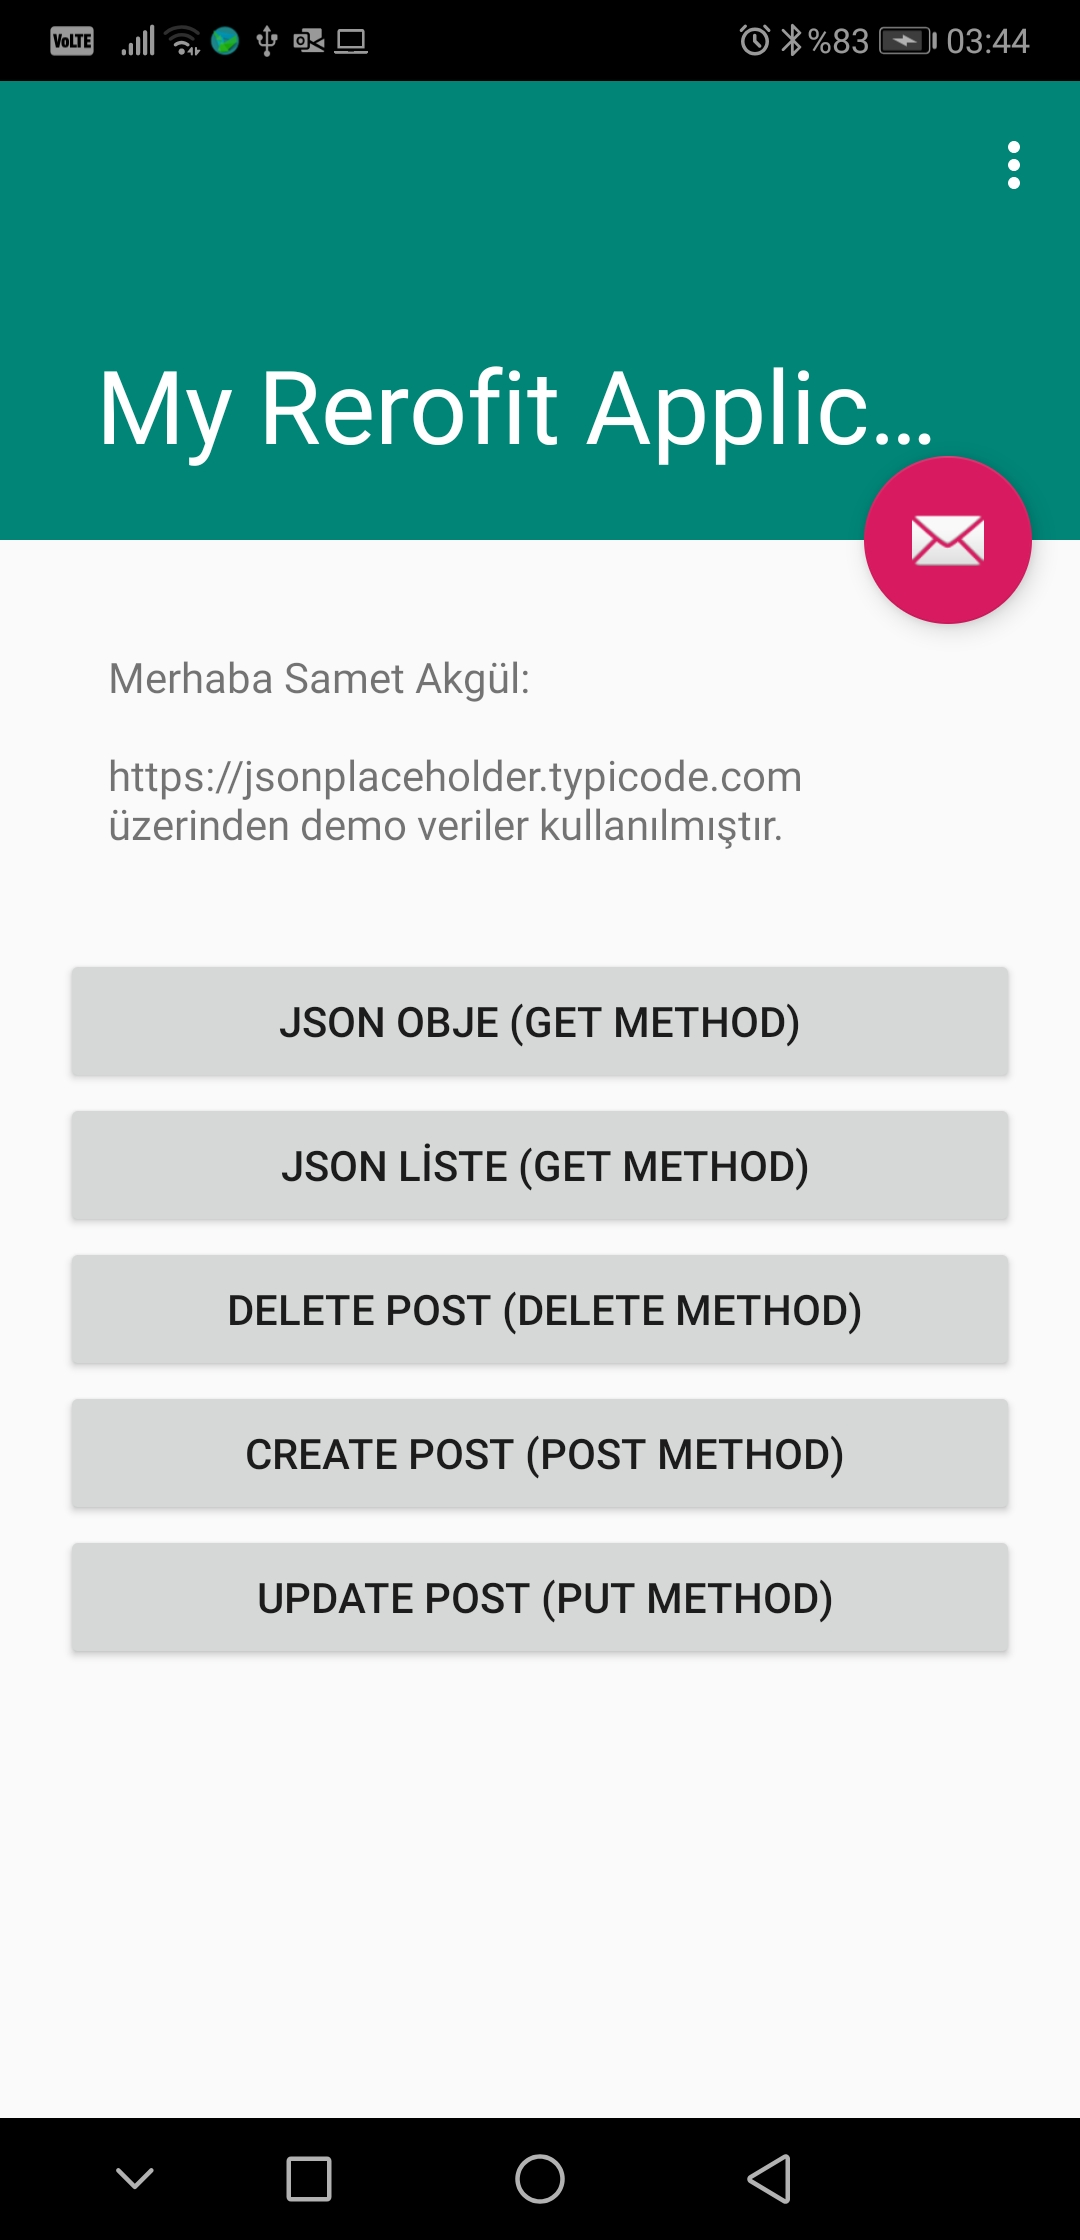 VoLTE %83 03:44
My Rerofit Applic...
Merhaba Samet Akgül:
https://jsonplaceholder.typicode.com
üzerinden demo veriler kullanılmıştır.
JSON OBJE (GET METHOD)
JSON LİSTE (GET METHOD)
DELETE POST (DELETE METHOD)
CREATE POST (POST METHOD)
UPDATE POST (PUT METHOD)